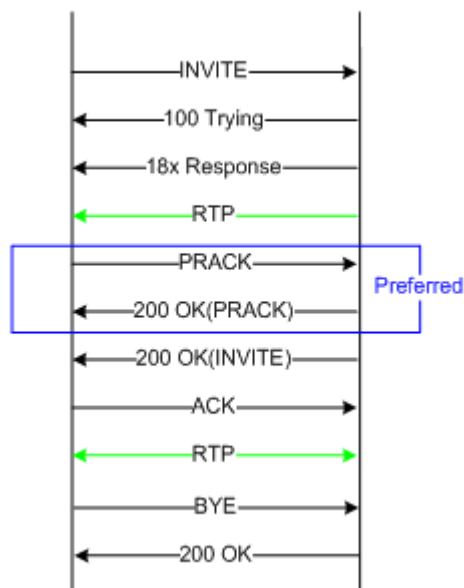 INVITE
100 Trying
18x Response
RTP
PRACK
Preferred
200 OK(PRACK)
200 OK(INVITE)
ACK
RTP
BYE
200 OK